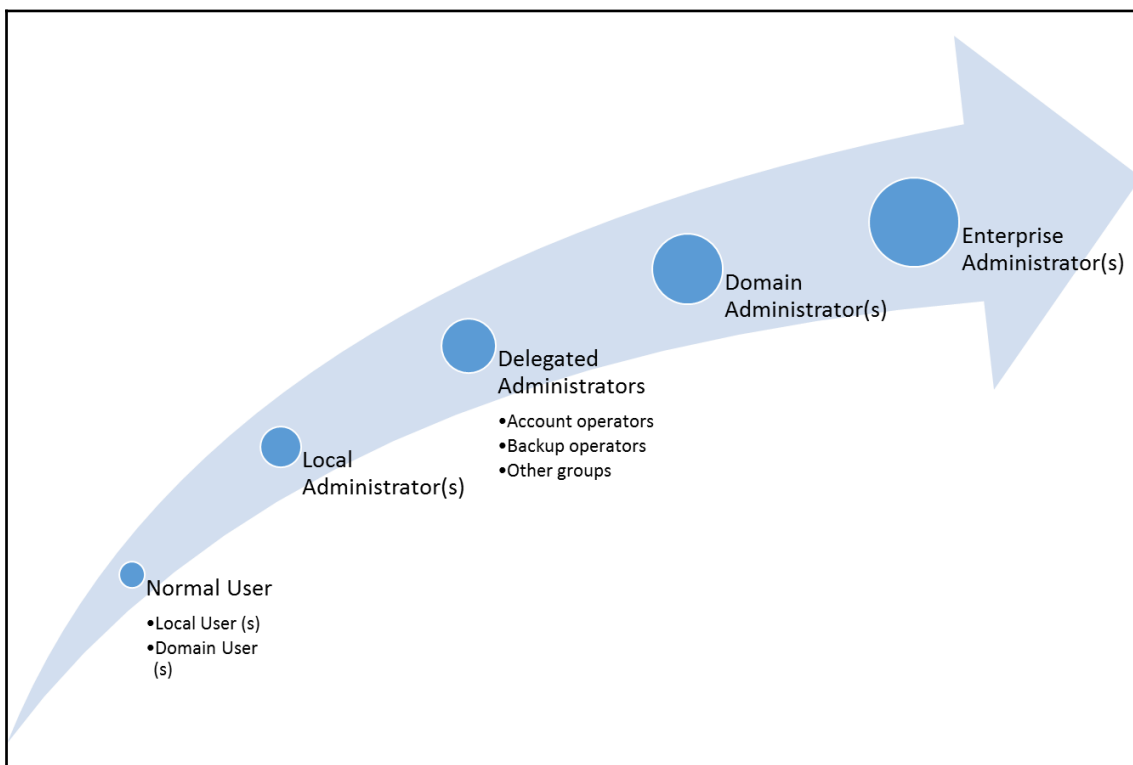 Normal User
•Local User (s)
•Domain User
(s)
Local
Administrator(s)
Delegated
Administrators
•Account operators
•Backup operators
•Other groups
Domain
Administrator(s)
Enterprise
Administrator(s)